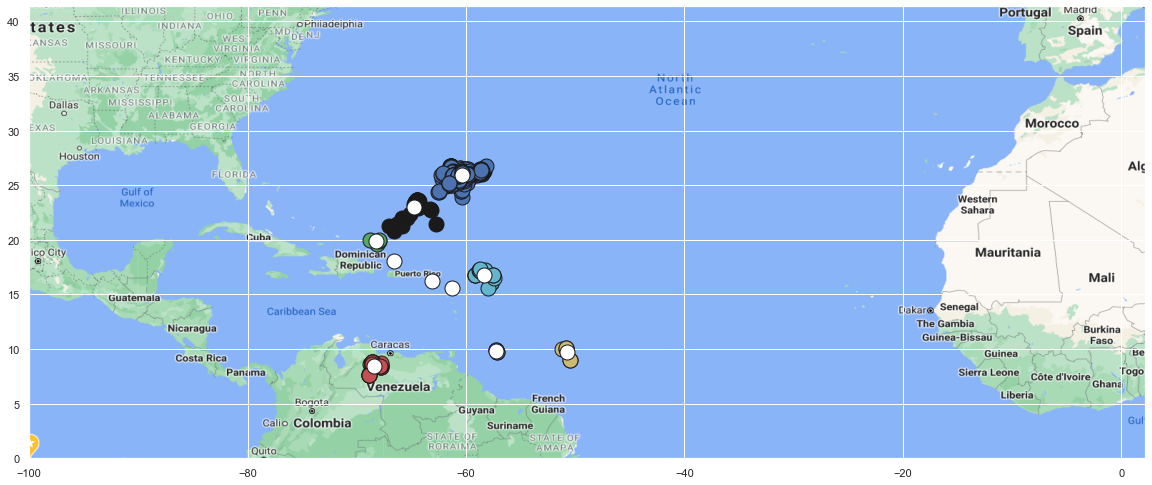 ILLINOIS
OHIO
PENN
Philadelphia
tates
INDIANA
MD
DE NJ
KANSAS
MISSOURI
WEST
VIRGINIA
KENTUCKY
VIRGINIA
OKLAHOMA
TENNESSEE
NORTH
CAROLINA
ARKANSAS
MISSISSIPPI
SOUTH
CAROLINA
Dallas
ALABAMA
GEORGIA
EXAS
LOUISIANA
Houston
FLORIDA
Gulf of
Mexico
Cuba
ico City
Dominican
Republic
Puerto Rico
Guatemala
Caribbean Sea
Nicaragua
Caracas
Costa Rica
Panama
Venezuela
Bogota
Guyana
French
Guiana
Cali
Colombia
Suriname
STATE OF
RORAIMA
STATE OF
AMAPA
Quito
North
Atlantic
Ocean
Portugal
Madrid
Spain
Morocco
Alg
Western
Sahara
Mauritania
Mali
Dakar
Senegal
The Gambia
Guinea-Bissau
Burkina
Faso
Guinea
Be
Sierra Leone
Côte d'Ivoire
Togo
Ghana
Liberia
Gulf
40
35
30
25
20
15
10
5
0
−100
−80
−60
−40
−20
0